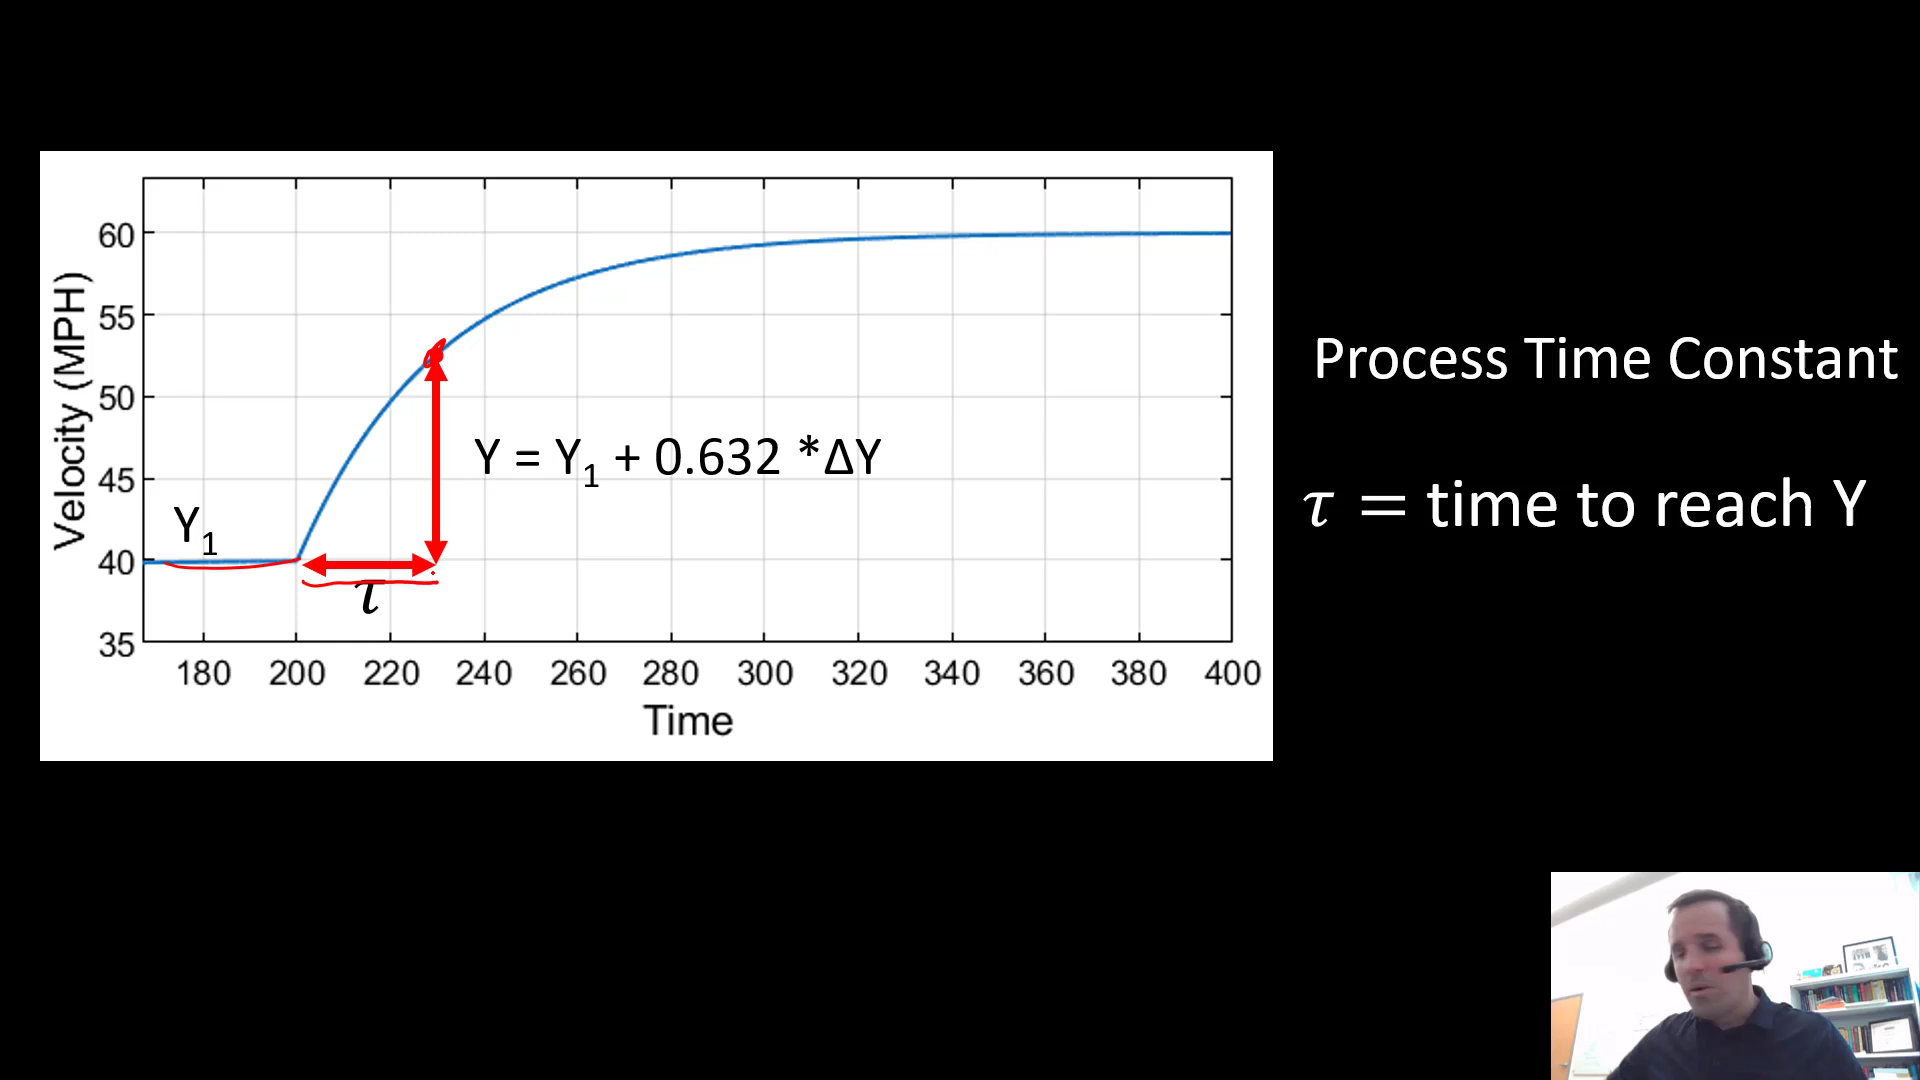 60
55
50
45
40
35
Velocity (MPH)
Y = Y1 + 0.632 *ΔY
Y1
τ
180 200 220 240 260 280 300 320 340 360 380 400
Time
Process Time Constant
τ = time to reach Y